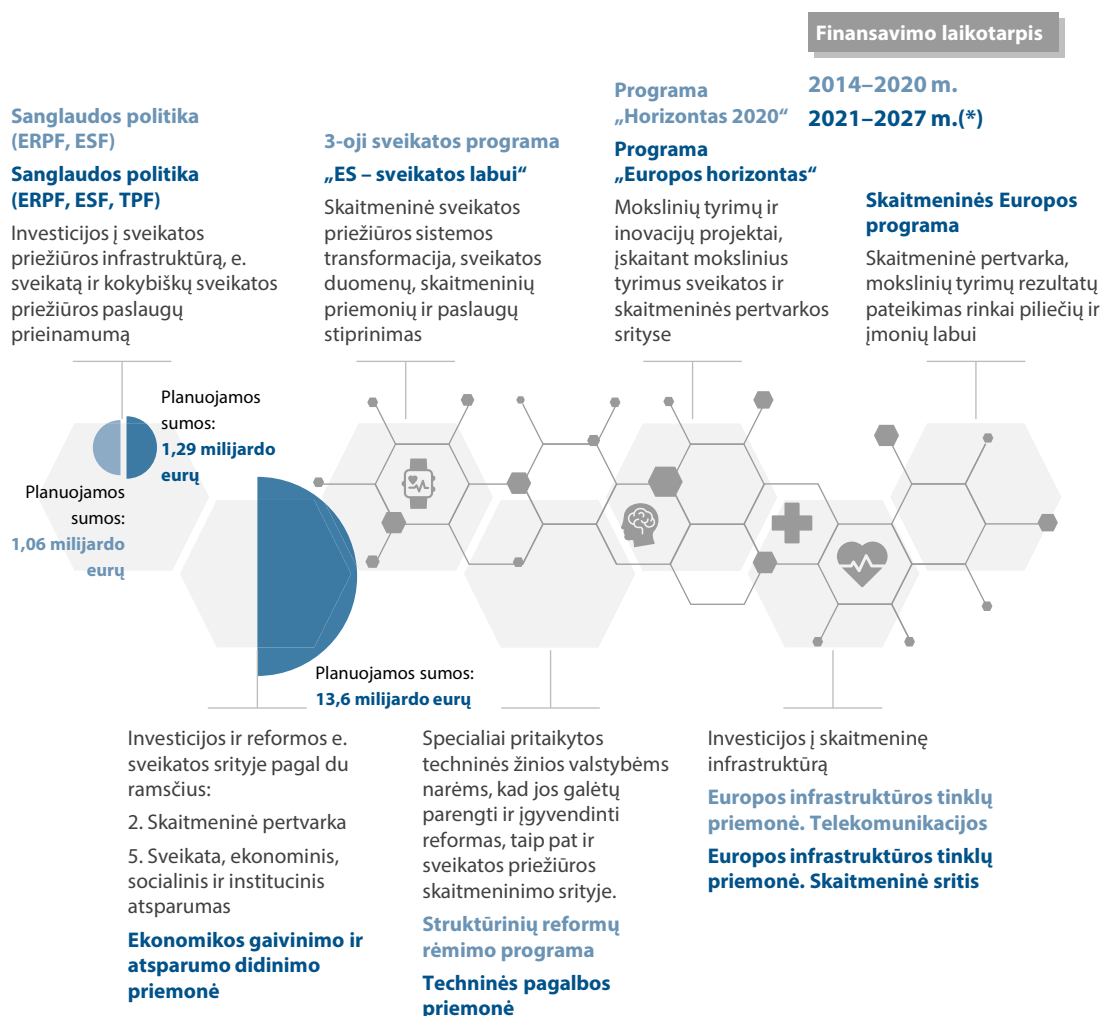 Finansavimo laikotarpis
2014–2020 m.
2021–2027 m.(*)
Sanglaudos politika
(ERPF, ESF)
Sanglaudos politika
(ERPF, ESF, TPF)
Investicijos į sveikatos
priežiūros infrastruktūrą, e.
sveikatą ir kokybiškų sveikatos
priežiūros paslaugų
prieinamumą
3-oji sveikatos programa
„ES – sveikatos labui“
Skaitmeninė sveikatos
priežiūros sistemos
transformacija, sveikatos
duomenų, skaitmeninių
priemonių ir paslaugų
stiprinimas
Programa
„Horizontas 2020“
Programa
„Europos horizontas“
Mokslinių tyrimų ir
inovacijų projektai,
įskaitant mokslinius
tyrimus sveikatos ir
skaitmeninės pertvarkos
srityse
Skaitmeninės Europos
programa
Skaitmeninė pertvarka,
mokslinių tyrimų rezultatų
pateikimas rinkai piliečių ir
įmonių labui
Planuojamos
sumos:
1,29 milijardo
eurų
Planuojamos
sumos:
1,06 milijardo
eurų
Planuojamos sumos:
13,6 milijardo eurų
Investicijos ir reformos e.
sveikatos srityje pagal du
ramsčius:
2. Skaitmeninė pertvarka
5. Sveikata, ekonominis,
socialinis ir institucinis
atsparumas
Ekonomikos gaivinimo ir
atsparumo didinimo
priemonė
Specialiai pritaikytos
techninės žinios valstybėms
narėms, kad jos galėtų
parengti ir įgyvendinti
reformas, taip pat ir
sveikatos priežiūros
skaitmeninimo srityje.
Struktūrinių reformų
rėmimo programa
Techninės pagalbos
priemonė
Investicijos į skaitmeninę
infrastruktūrą
Europos infrastruktūros tinklų
priemonė. Telekomunikacijos
Europos infrastruktūros tinklų
priemonė. Skaitmeninė sritis